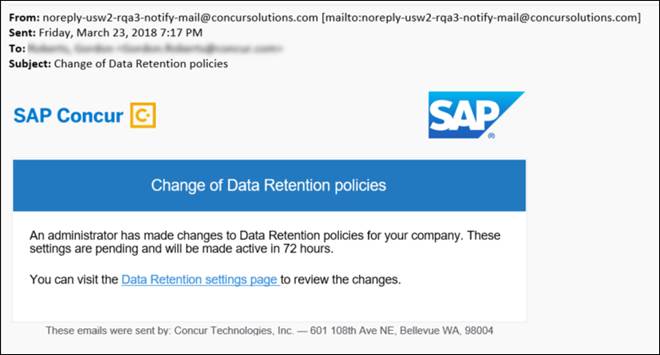 From: noreply-usw2-rqa3-notify-mail@concursolutions.com [mailto:noreply-usw2-rqa3-notify-mail@concursolutions.com]
Sent: Friday, March 23, 2018 7:17 PM
To:
Subject: Change of Data Retention policies
SAP Concur C SAP ®
Change of Data Retention policies
An administrator has made changes to Data Retention policies for your company. These
settings are pending and will be made active in 72 hours.
You can visit the Data Retention settings page to review the changes.
These emails were sent by: Concur Technologies, Inc. — 601 108th Ave NE, Bellevue WA, 98004